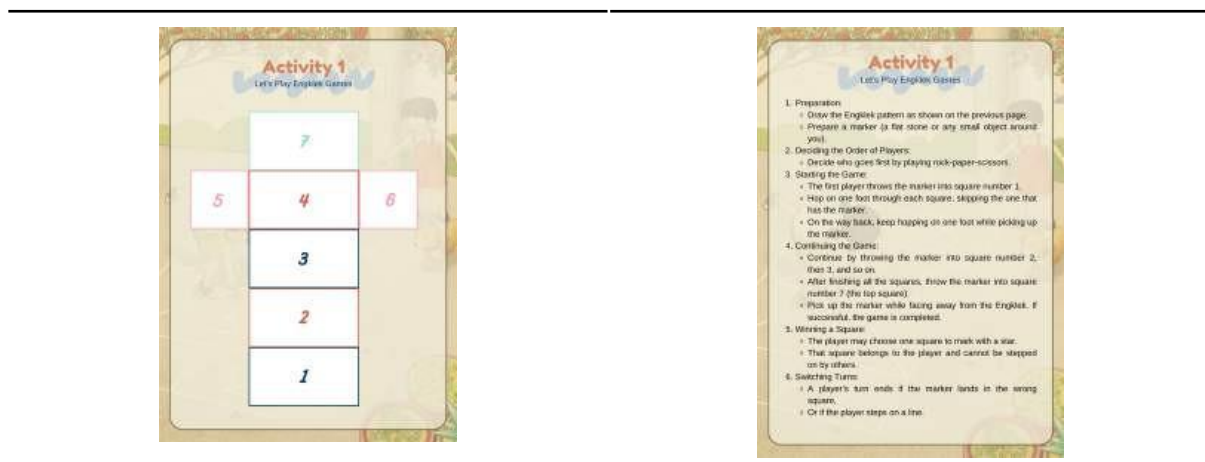 Activity 1
Let's Play Engklek Games
7
5 4 6
3
2
1
Activity 1
Let's Play Engklek Games
1. Preparation:
Draw the Engklek pattern as shown on the previous page.
Prepare a marker (a flat stone or any small object around
you).
2. Deciding the Order of Players:
Decide who goes first by playing rock-paper-scissors.
3. Starting the Game:
The first player throws the marker into square number 1.
Hop on one foot through each square, skipping the one that
has the marker.
On the way back, keep hopping on one foot while picking up
the marker.
4. Continuing the Game:
Continue by throwing the marker into square number 2,
then 3, and so on.
After finishing all the squares, throw the marker into square
number 7 (the top square).
Pick up the marker while facing away from the Engklek. If
successful, the game is completed.
5. Winning a Square:
The player may choose one square to mark with a star.
That square belongs to the player and cannot be stepped
on by others.
6. Switching Turns:
A player's turn ends if the marker lands in the wrong
square.
Or if the player steps on a line.